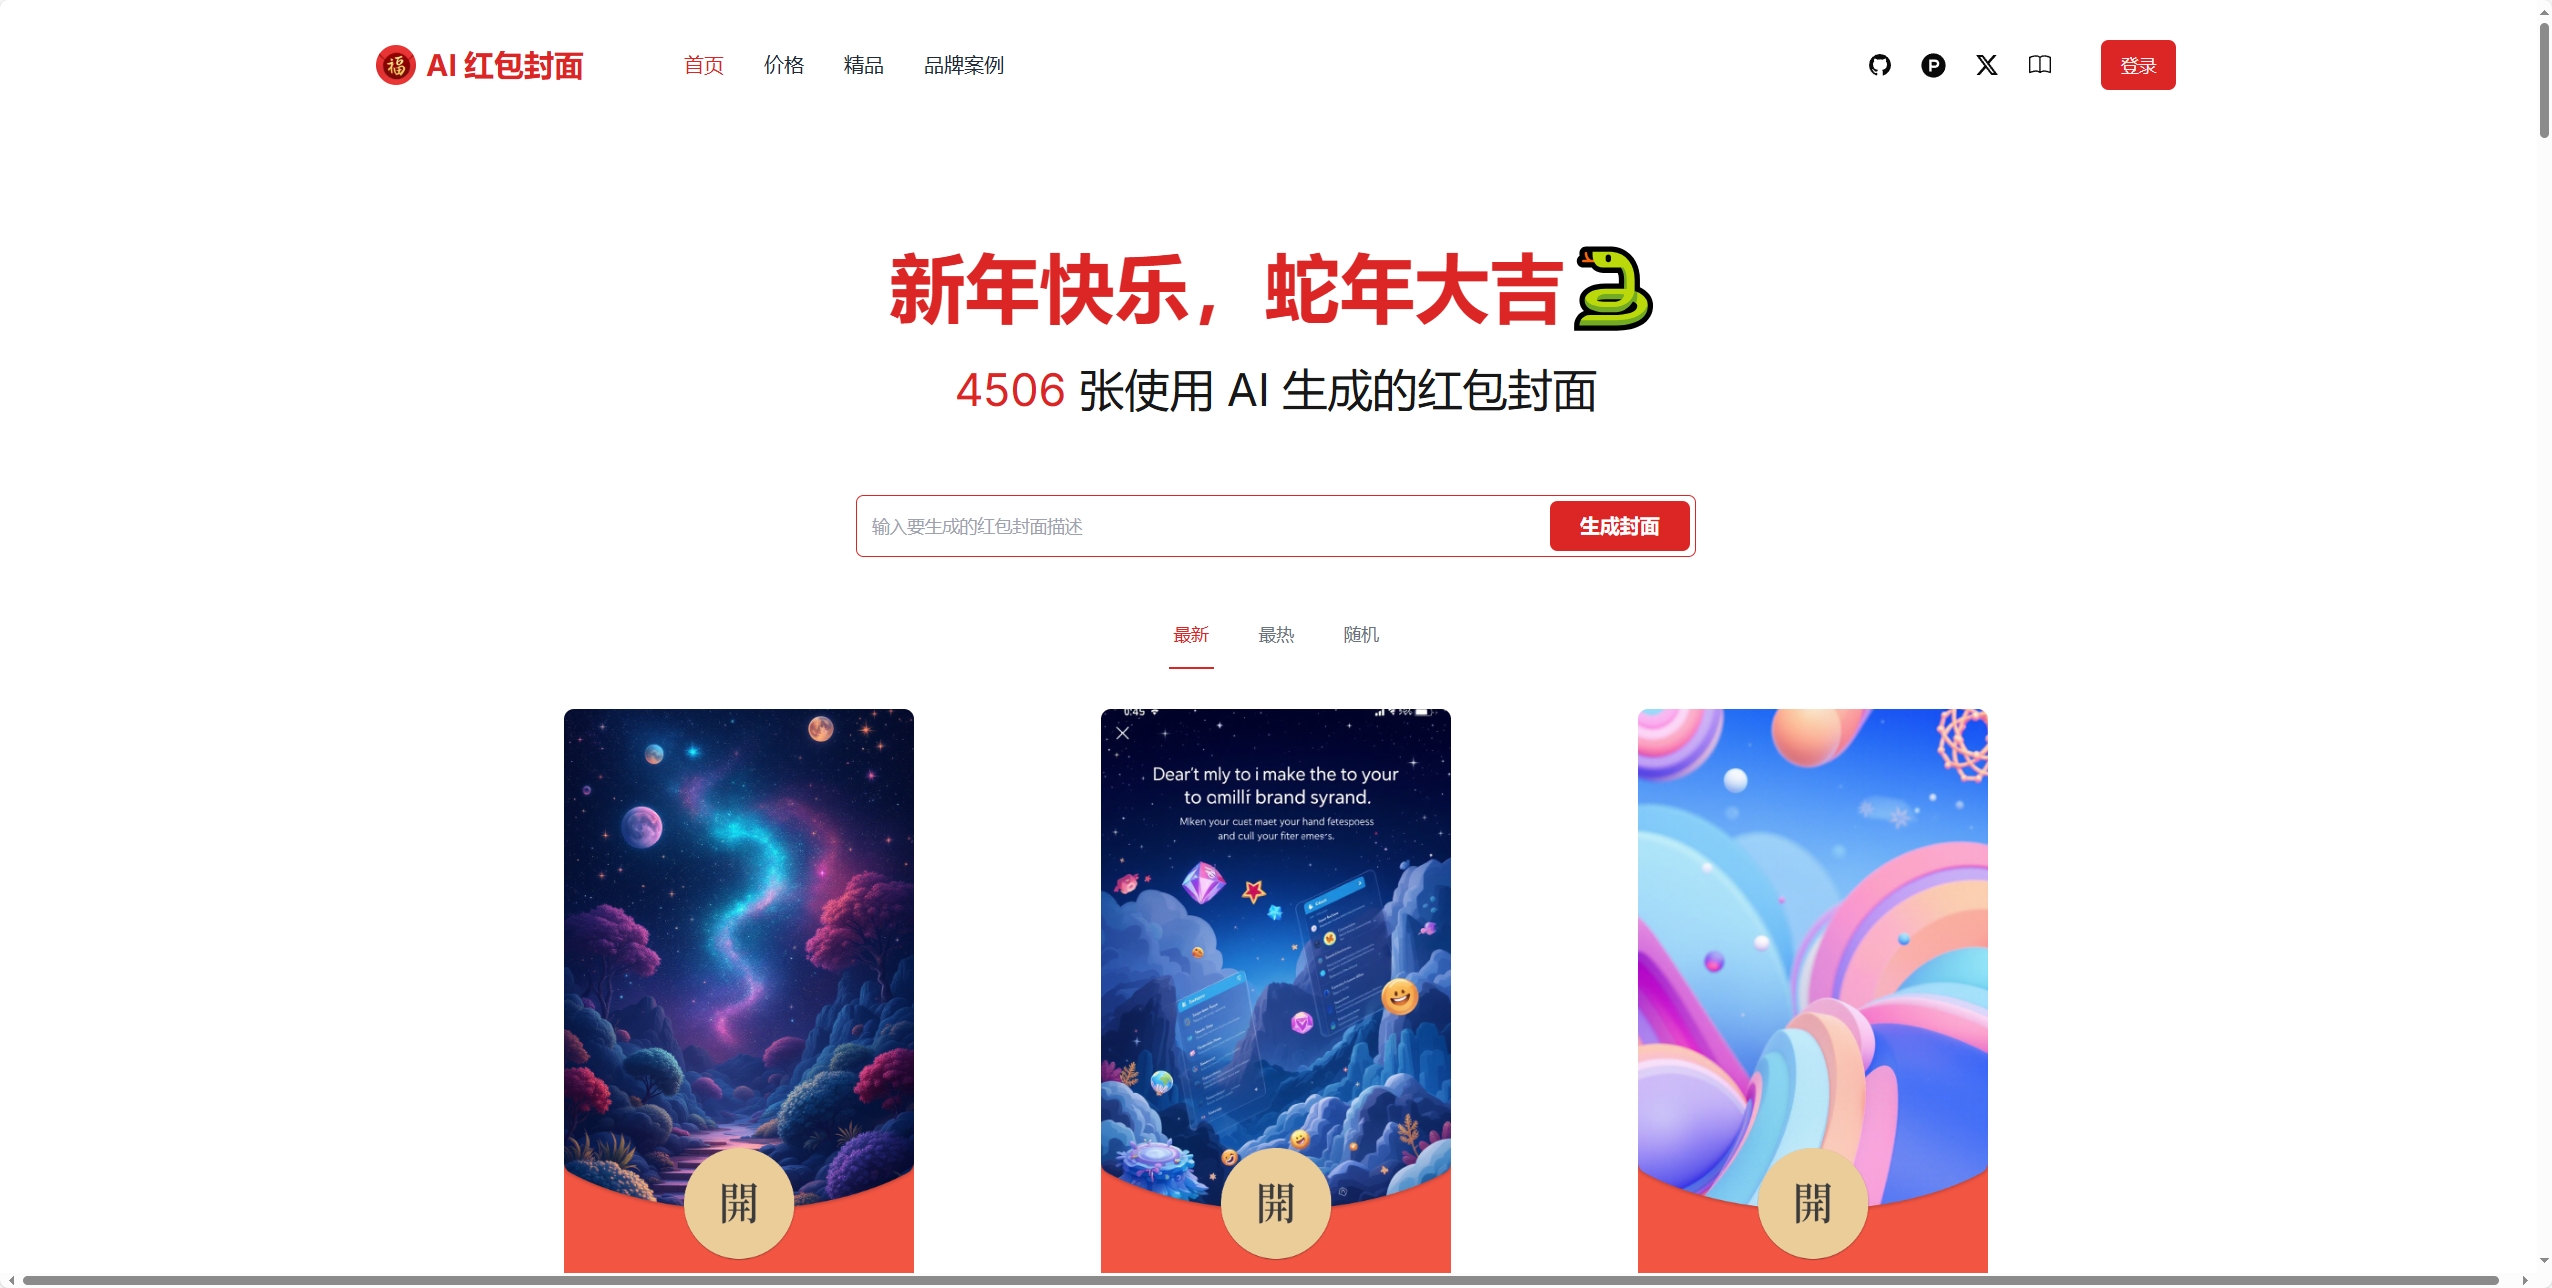 福 AI 红包封面
首页 价格 精品 品牌案例
登录
新年快乐，蛇年大吉
4506 张使用 AI 生成的红包封面
输入要生成的红包封面描述
生成封面
最新 最热 随机
Dear't mly to i make the to your
to omillf brand syrand.
Miken your cust maet your hand fetespness
and cull your fiter emeers.
開
開
開